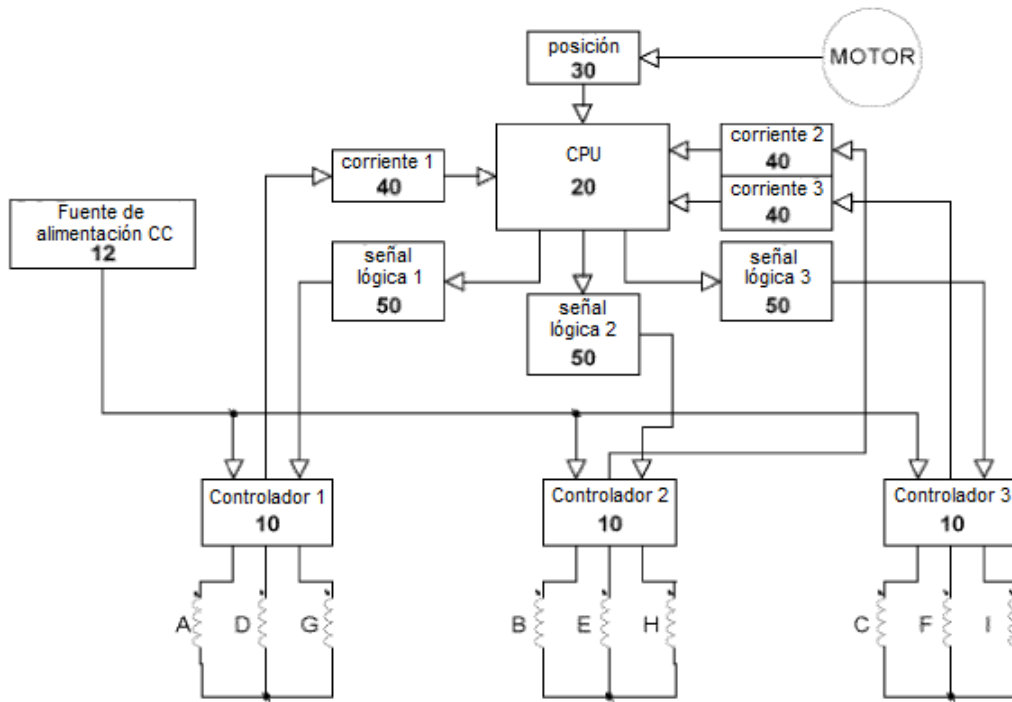 posición
30
MOTOR
CPU
20
corriente 1
40
corriente 2
40
corriente 3
40
Fuente de
alimentación CC
12
señal
lógica 1
50
señal
lógica 2
50
señal
lógica 3
50
Controlador 1
10
Controlador 2
10
Controlador 3
10
A
D
G
B
E
H
C
F
I